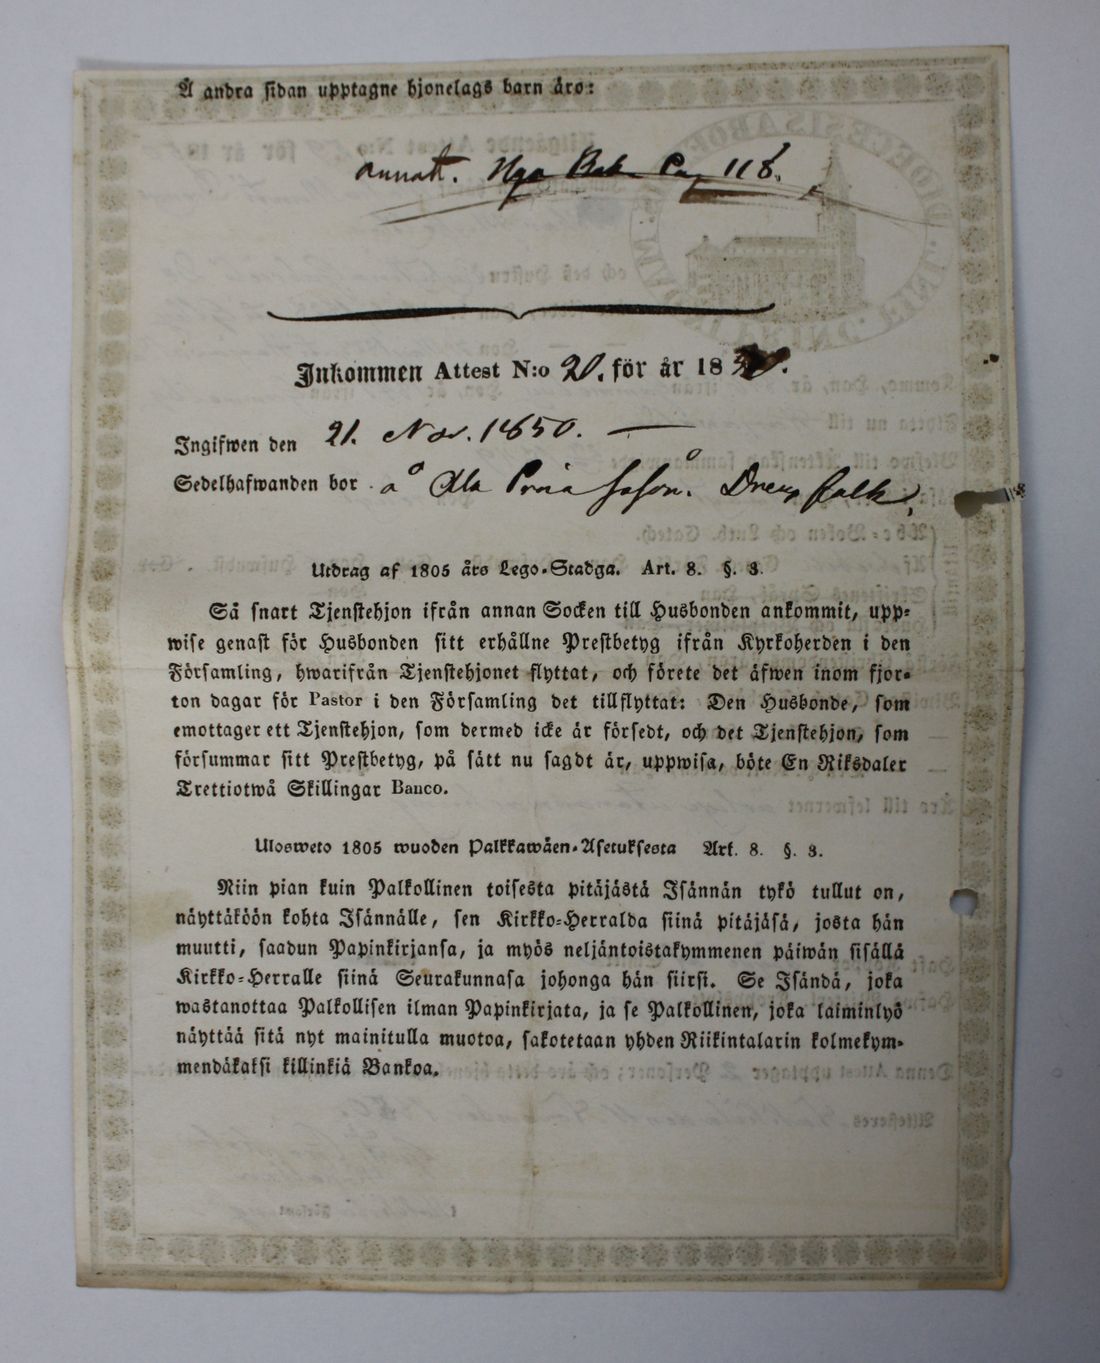 Å andra sidan upptagne hjonelags barn äro:
annott. Nya Bok. Pag 118.
Inkommen Attest N:o 20. för år 18
Ingifwen den 21. Nov. 1850. —
Sedelhafwanden bor å
Utdrag af 1805 års Lego-Stadga. Art. 8. §. 3.
Så snart Tjenstehjon ifrån annan Socken till Husbonden ankommit, upp-
wise genast för Husbonden sitt erhållne Prestbetyg ifrån Kyrkoherden i den
Församling, hwarifrån Tjenstehjonet flyttat, och förete det äfwen inom fjor-
ton dagar för Pastor i den Församling det tillflyttat: Den Husbonde, som
emottager ett Tjenstehjon, som dermed icke är försedt, och det Tjenstehjon, som
försummar sitt Prestbetyg, på sätt nu sagdt är, uppwisa, böte En Riksdaler
Trettiotwå Skillingar Banco.
Ulosweto 1805 wuoden Palkkawäen-Asetuksesta Art. 8. §. 3.
Niin pian kuin Palkollinen toisesta pitäjästä Isännän tykö tullut on,
näyttäköön kohta Isännälle, sen Kirkko-Herralda siinä pitäjäsä, josta hän
muutti, saadun Papinkirjansa, ja myös neljäntoistakymmenen päiwän sisällä
Kirkko-Herralle siinä Seurakunnasa johonga hän siirsi. Se Isändä, joka
wastanottaa Palkollisen ilman Papinkirjata, ja se Palkollinen, joka laiminlyö
näyttää sitä nyt mainitulla muotoa, sakotetaan yhden Riikintalarin kolmekym-
mendäkaksi killinkiä Bankoa.